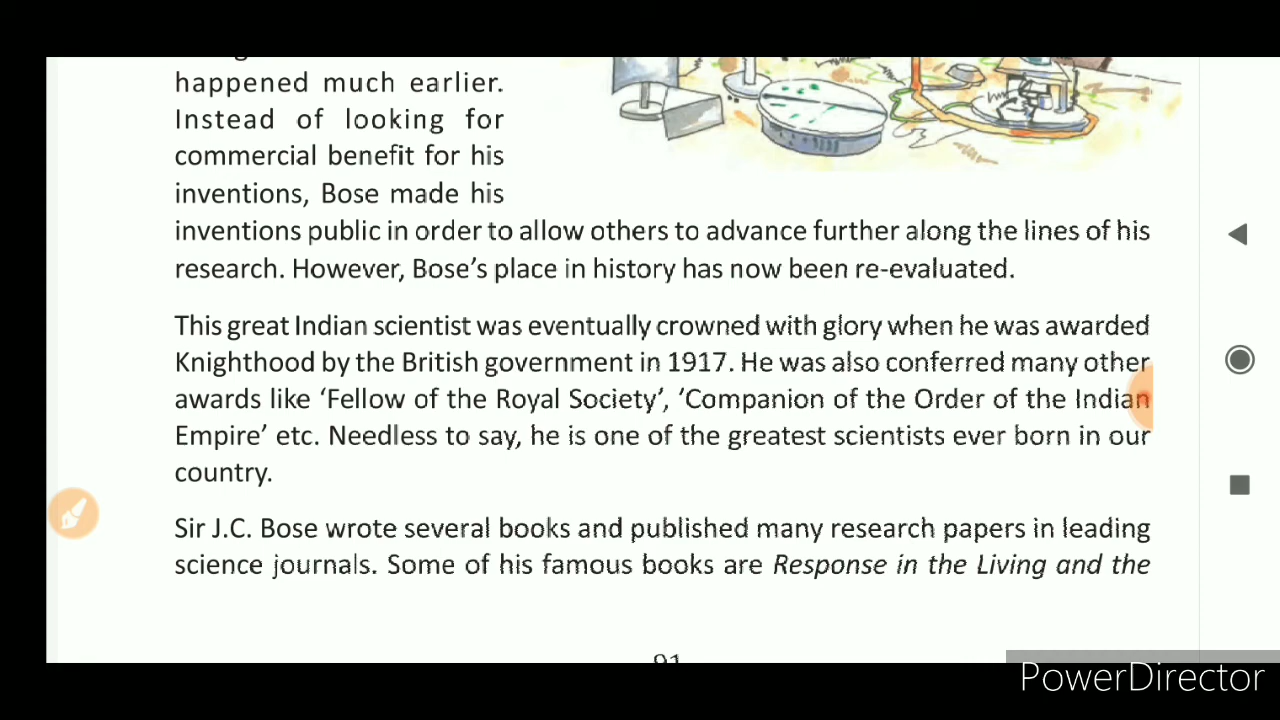 happened much earlier.
Instead of looking for
commercial benefit for his
inventions, Bose made his
inventions public in order to allow others to advance further along the lines of his
research. However, Bose's place in history has now been re-evaluated.
This great Indian scientist was eventually crowned with glory when he was awarded
Knighthood by the British government in 1917. He was also conferred many other
awards like ‘Fellow of the Royal Society’, ’Companion of the Order of the Indian
Empire’ etc. Needless to say, he is one of the greatest scientists ever born in our
country.
Sir J.C. Bose wrote several books and published many research papers in leading
science journals. Some of his famous books are Response in the Living and the
91
PowerDirector